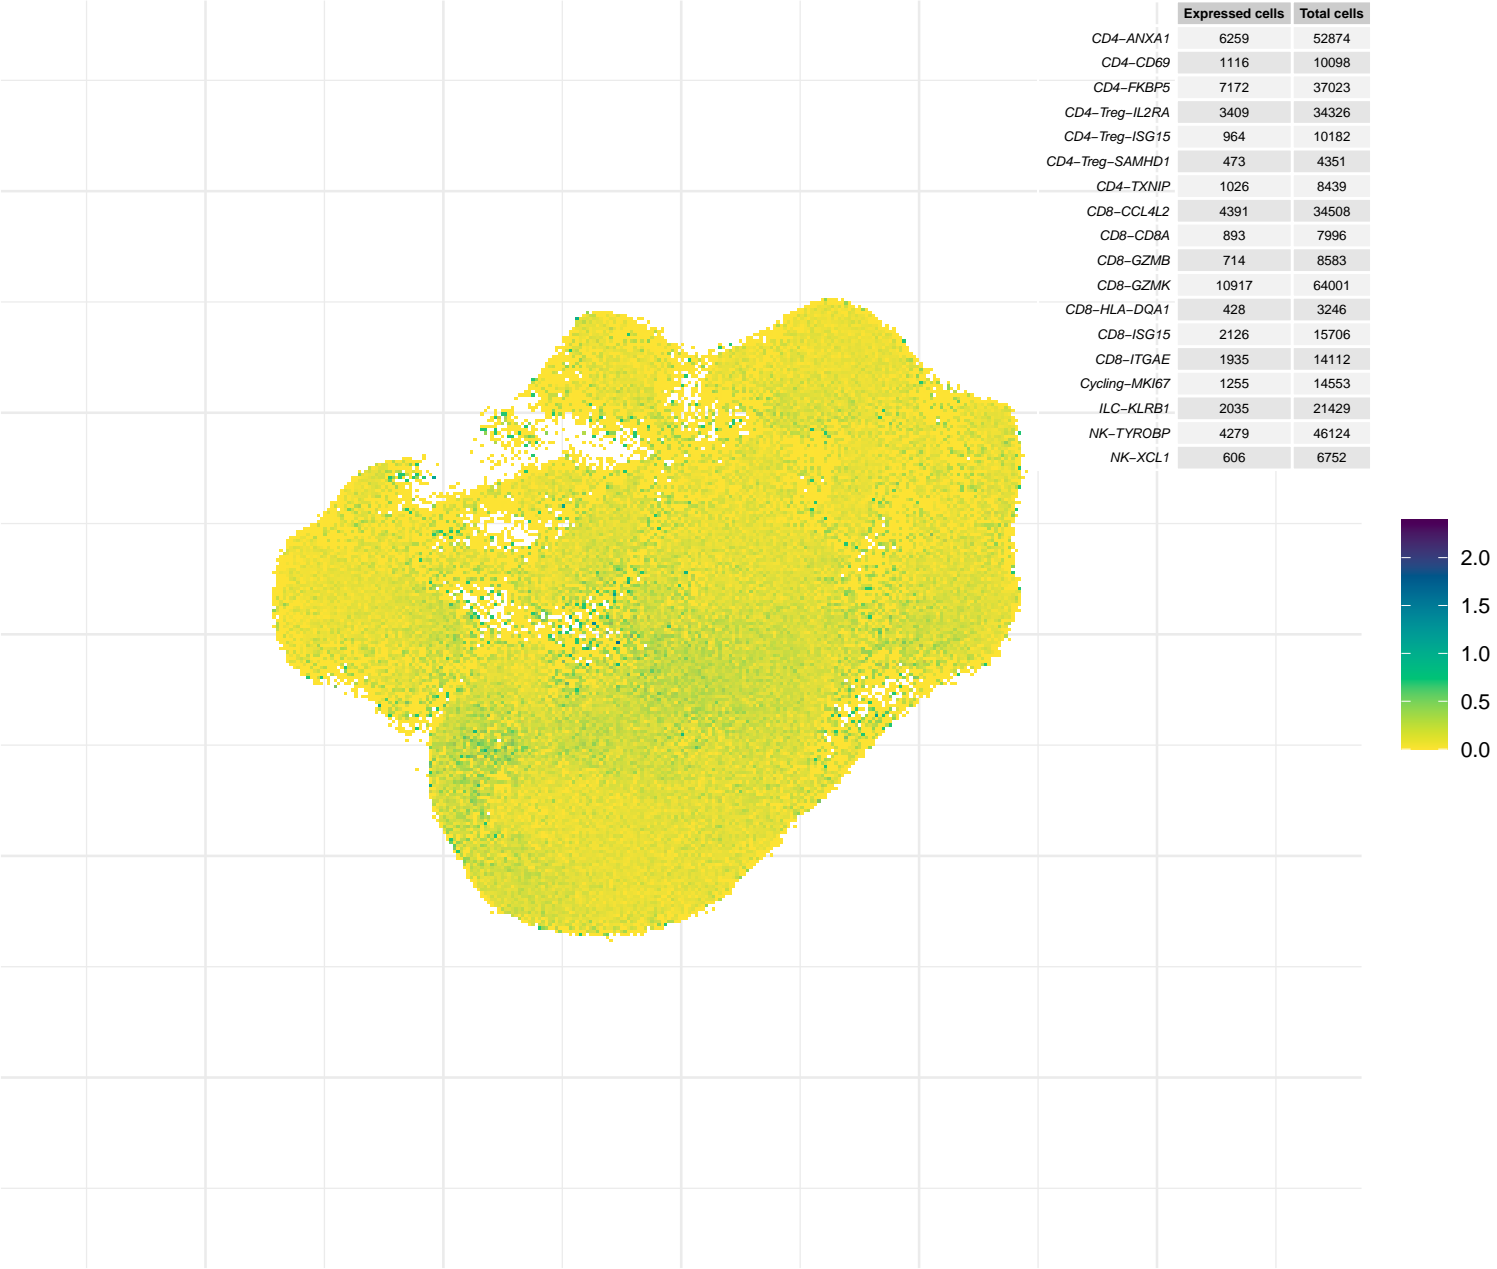 Expressed cells Total cells
CD4−ANXA1 6259 52874
CD4−CD69 1116 10098
CD4−FKBP5 7172 37023
CD4−Treg−IL2RA 3409 34326
CD4−Treg−ISG15 964 10182
CD4−Treg−SAMHD1 473 4351
CD4−TXNIP 1026 8439
CD8−CCL4L2 4391 34508
CD8−CD8A 893 7996
CD8−GZMB 714 8583
CD8−GZMK 10917 64001
CD8−HLA−DQA1 428 3246
CD8−ISG15 2126 15706
CD8−ITGAE 1935 14112
Cycling−MKI67 1255 14553
ILC−KLRB1 2035 21429
NK−TYROBP 4279 46124
NK−XCL1 606 6752
2.0
1.5
1.0
0.5
0.0